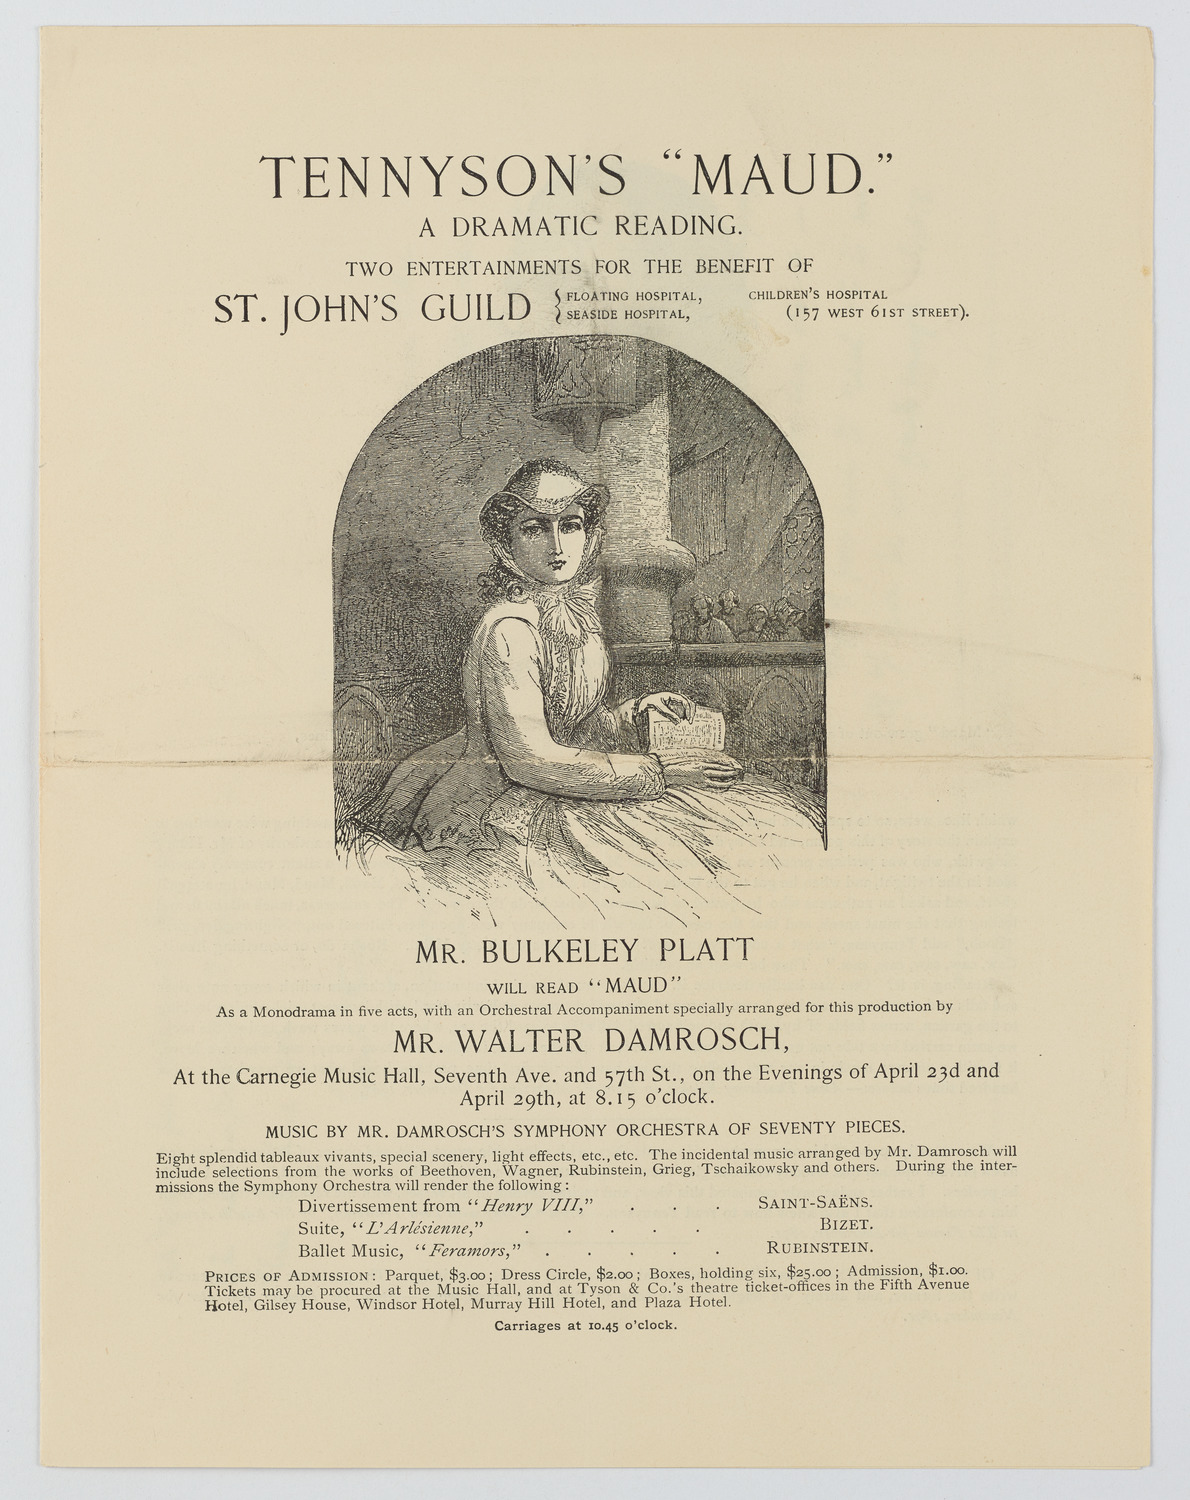 TENNYSON'S "MAUD."
A DRAMATIC READING.
TWO ENTERTAINMENTS FOR THE BENEFIT OF
ST. JOHN'S GUILD { FLOATING HOSPITAL, CHILDREN'S HOSPITAL
SEASIDE HOSPITAL, (157 WEST 61ST STREET).
MR. BULKELEY PLATT
WILL READ "MAUD"
As a Monodrama in five acts, with an Orchestral Accompaniment specially arranged for this production by
MR. WALTER DAMROSCH,
At the Carnegie Music Hall, Seventh Ave. and 57th St., on the Evenings of April 23d and
April 29th, at 8.15 o'clock.
MUSIC BY MR. DAMROSCH'S SYMPHONY ORCHESTRA OF SEVENTY PIECES.
Eight splendid tableaux vivants, special scenery, light effects, etc., etc. The incidental music arranged by Mr. Damrosch will
include selections from the works of Beethoven, Wagner, Rubinstein, Grieg, Tschaikowsky and others. During the inter-
missions the Symphony Orchestra will render the following:
Divertissement from "Henry VIII," . . . SAINT-SAËNS.
Suite, "L'Arlésienne," . . . . . BIZET.
Ballet Music, "Feramors," . . . . . RUBINSTEIN.
PRICES OF ADMISSION: Parquet, $3.00; Dress Circle, $2.00; Boxes, holding six, $25.00; Admission, $1.00.
Tickets may be procured at the Music Hall, and at Tyson & Co.'s theatre ticket-offices in the Fifth Avenue
Hotel, Gilsey House, Windsor Hotel, Murray Hill Hotel, and Plaza Hotel.
Carriages at 10.45 o'clock.